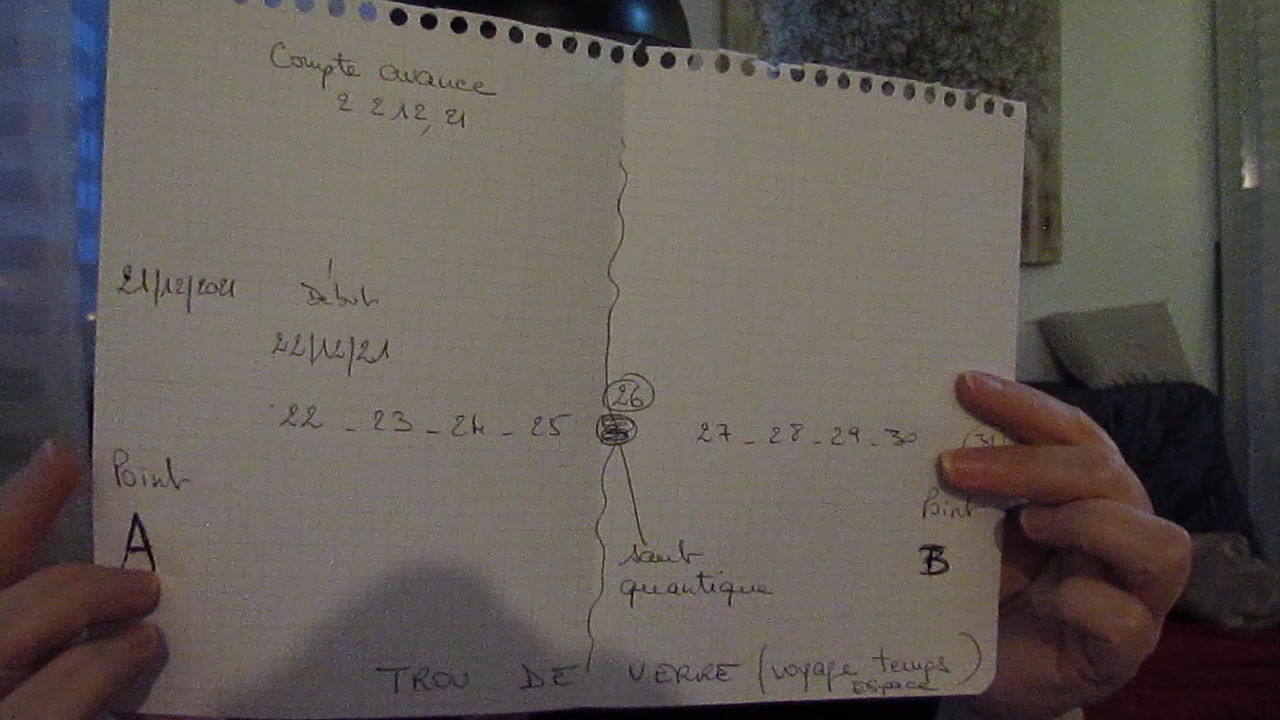 Compte avance
2 2 12, 21
21/12/2021 Début
22/12/21
26
22 - 23 - 24 - 25 27 - 28 - 29 - 30 (31)
Point Point
A B
saut
quantique
TROU DE VERRE (voyage temps)
ESPACE